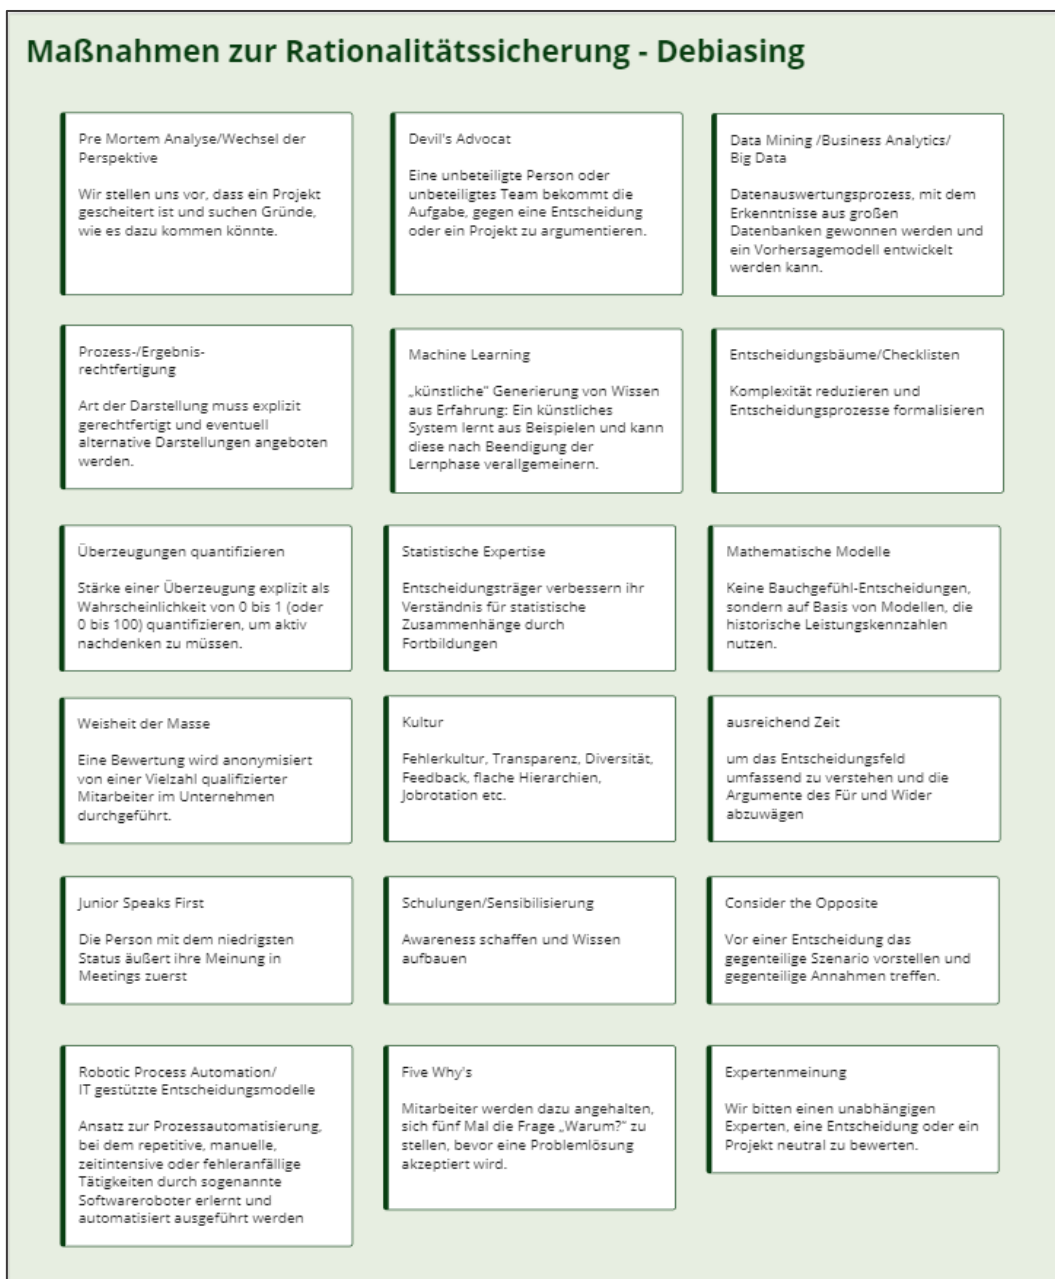 Maßnahmen zur Rationalitätssicherung - Debiasing
Pre Mortem Analyse/Wechsel der
Perspektive
Wir stellen uns vor, dass ein Projekt
gescheitert ist und suchen Gründe,
wie es dazu kommen könnte.
Devil's Advocat
Eine unbeteiligte Person oder
unbeteiligtes Team bekommt die
Aufgabe, gegen eine Entscheidung
oder ein Projekt zu argumentieren.
Data Mining /Business Analytics/
Big Data
Datenauswertungsprozess, mit dem
Erkenntnisse aus großen
Datenbanken gewonnen werden und
ein Vorhersagemodell entwickelt
werden kann.
Prozess-/Ergebnis-
rechtfertigung
Art der Darstellung muss explizit
gerechtfertigt und eventuell
alternative Darstellungen angeboten
werden.
Machine Learning
„künstliche“ Generierung von Wissen
aus Erfahrung: Ein künstliches
System lernt aus Beispielen und kann
diese nach Beendigung der
Lernphase verallgemeinern.
Entscheidungsbäume/Checklisten
Komplexität reduzieren und
Entscheidungsprozesse formalisieren
Überzeugungen quantifizieren
Stärke einer Überzeugung explizit als
Wahrscheinlichkeit von 0 bis 1 (oder
0 bis 100) quantifizieren, um aktiv
nachdenken zu müssen.
Statistische Expertise
Entscheidungsträger verbessern ihr
Verständnis für statistische
Zusammenhänge durch
Fortbildungen
Mathematische Modelle
Keine Bauchgefühl-Entscheidungen,
sondern auf Basis von Modellen, die
historische Leistungskennzahlen
nutzen.
Weisheit der Masse
Eine Bewertung wird anonymisiert
von einer Vielzahl qualifizierter
Mitarbeiter im Unternehmen
durchgeführt.
Kultur
Fehlerkultur, Transparenz, Diversität,
Feedback, flache Hierarchien,
Jobrotation etc.
ausreichend Zeit
um das Entscheidungsfeld
umfassend zu verstehen und die
Argumente des Für und Wider
abzuwägen
Junior Speaks First
Die Person mit dem niedrigsten
Status äußert ihre Meinung in
Meetings zuerst
Schulungen/Sensibilisierung
Awareness schaffen und Wissen
aufbauen
Consider the Opposite
Vor einer Entscheidung das
gegenteilige Szenario vorstellen und
gegenteilige Annahmen treffen.
Robotic Process Automation/
IT gestützte Entscheidungsmodelle
Ansatz zur Prozessautomatisierung,
bei dem repetitive, manuelle,
zeitintensive oder fehleranfällige
Tätigkeiten durch sogenannte
Softwareroboter erlernt und
automatisiert ausgeführt werden
Five Why's
Mitarbeiter werden dazu angehalten,
sich fünf Mal die Frage „Warum?“ zu
stellen, bevor eine Problemlösung
akzeptiert wird.
Expertenmeinung
Wir bitten einen unabhängigen
Experten, eine Entscheidung oder ein
Projekt neutral zu bewerten.